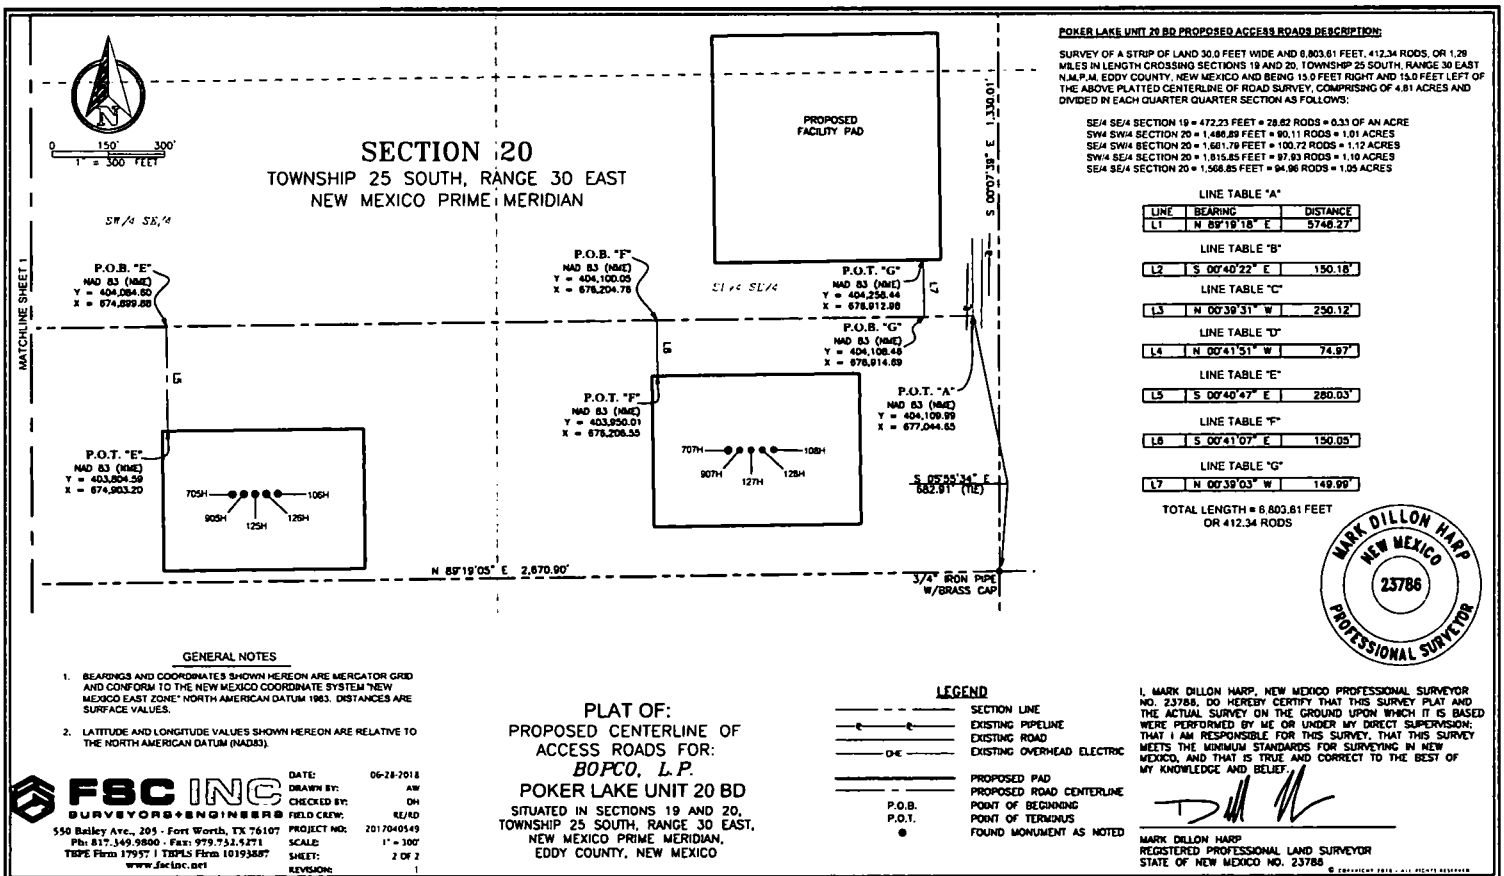 N
0 150' 300'
1" = 300 FEET
SECTION 20
TOWNSHIP 25 SOUTH, RANGE 30 EAST
NEW MEXICO PRIME MERIDIAN
SW/4 SE/4
MATCHLINE SHEET 1
P.O.B. "E"
NAD 83 (NME)
Y = 404,084.60
X = 674,899.88
P.O.T. "E"
NAD 83 (NME)
Y = 403,804.59
X = 674,903.20
705H
905H
125H
126H
106H
P.O.B. "F"
NAD 83 (NME)
Y = 404,100.05
X = 676,204.76
L6
P.O.T. "F"
NAD 83 (NME)
Y = 403,950.01
X = 676,206.55
707H
907H
127H
128H
108H
PROPOSED
FACILITY PAD
SE/4 SE/4
P.O.T. "G"
NAD 83 (NME)
Y = 404,258.44
X = 676,912.98
L7
P.O.B. "G"
NAD 83 (NME)
Y = 404,108.46
X = 676,914.69
P.O.T. "A"
NAD 83 (NME)
Y = 404,109.99
X = 677,044.65
S 00°07'39" E 1,330.01'
S 05°55'34" E
682.91' (TIE)
N 89°19'05" E 2,670.90'
3/4" IRON PIPE
W/BRASS CAP
POKER LAKE UNIT 20 BD PROPOSED ACCESS ROADS DESCRIPTION:
SURVEY OF A STRIP OF LAND 30.0 FEET WIDE AND 6,803.61 FEET, 412.34 RODS, OR 1.29
MILES IN LENGTH CROSSING SECTIONS 19 AND 20, TOWNSHIP 25 SOUTH, RANGE 30 EAST
N.M.P.M. EDDY COUNTY, NEW MEXICO AND BEING 15.0 FEET RIGHT AND 15.0 FEET LEFT OF
THE ABOVE PLATTED CENTERLINE OF ROAD SURVEY, COMPRISING OF 4.61 ACRES AND
DIVIDED IN EACH QUARTER QUARTER SECTION AS FOLLOWS:
SE/4 SE/4 SECTION 19 = 472.23 FEET = 28.62 RODS = 0.33 OF AN ACRE
SW/4 SW/4 SECTION 20 = 1,486.89 FEET = 90.11 RODS = 1.01 ACRES
SE/4 SW/4 SECTION 20 = 1,661.79 FEET = 100.72 RODS = 1.12 ACRES
SW/4 SE/4 SECTION 20 = 1,615.85 FEET = 97.93 RODS = 1.10 ACRES
SE/4 SE/4 SECTION 20 = 1,566.85 FEET = 94.96 RODS = 1.05 ACRES
LINE TABLE "A"
LINE BEARING DISTANCE
L1 N 89°19'18" E 5748.27'
LINE TABLE "B"
L2 S 00°40'22" E 150.18'
LINE TABLE "C"
L3 N 00°39'31" W 250.12'
LINE TABLE "D"
L4 N 00°41'51" W 74.97'
LINE TABLE "E"
L5 S 00°40'47" E 280.03'
LINE TABLE "F"
L6 S 00°41'07" E 150.05'
LINE TABLE "G"
L7 N 00°39'03" W 149.99'
TOTAL LENGTH = 6,803.61 FEET
OR 412.34 RODS
MARK DILLON HARP
NEW MEXICO
23786
PROFESSIONAL SURVEYOR
GENERAL NOTES
1. BEARINGS AND COORDINATES SHOWN HEREON ARE MERCATOR GRID
AND CONFORM TO THE NEW MEXICO COORDINATE SYSTEM "NEW
MEXICO EAST ZONE" NORTH AMERICAN DATUM 1983. DISTANCES ARE
SURFACE VALUES.
2. LATITUDE AND LONGITUDE VALUES SHOWN HEREON ARE RELATIVE TO
THE NORTH AMERICAN DATUM (NAD83).
FSC INC
SURVEYORS+ENGINEERS
550 Bailey Ave., 205 - Fort Worth, TX 76107
Ph: 817.349.9800 - Fax: 979.732.5271
TBPE Firm 17957 | TBPLS Firm 10193887
www.fscinc.net
DATE: 06-28-2018
DRAWN BY: AW
CHECKED BY: DH
FIELD CREW: RE/RD
PROJECT NO: 2017040549
SCALE: 1" = 300'
SHEET: 2 OF 2
REVISION: 1
PLAT OF:
PROPOSED CENTERLINE OF
ACCESS ROADS FOR:
BOPCO, L.P.
POKER LAKE UNIT 20 BD
SITUATED IN SECTIONS 19 AND 20,
TOWNSHIP 25 SOUTH, RANGE 30 EAST,
NEW MEXICO PRIME MERIDIAN,
EDDY COUNTY, NEW MEXICO
LEGEND
SECTION LINE
EXISTING PIPELINE
EXISTING ROAD
OHE EXISTING OVERHEAD ELECTRIC
PROPOSED PAD
PROPOSED ROAD CENTERLINE
P.O.B. POINT OF BEGINNING
P.O.T. POINT OF TERMINUS
FOUND MONUMENT AS NOTED
I, MARK DILLON HARP, NEW MEXICO PROFESSIONAL SURVEYOR
NO. 23786, DO HEREBY CERTIFY THAT THIS SURVEY PLAT AND
THE ACTUAL SURVEY ON THE GROUND UPON WHICH IT IS BASED
WERE PERFORMED BY ME OR UNDER MY DIRECT SUPERVISION;
THAT I AM RESPONSIBLE FOR THIS SURVEY, THAT THIS SURVEY
MEETS THE MINIMUM STANDARDS FOR SURVEYING IN NEW
MEXICO, AND THAT IS TRUE AND CORRECT TO THE BEST OF
MY KNOWLEDGE AND BELIEF.
MARK DILLON HARP
REGISTERED PROFESSIONAL LAND SURVEYOR
STATE OF NEW MEXICO NO. 23786
© COPYRIGHT 2018 - ALL RIGHTS RESERVED